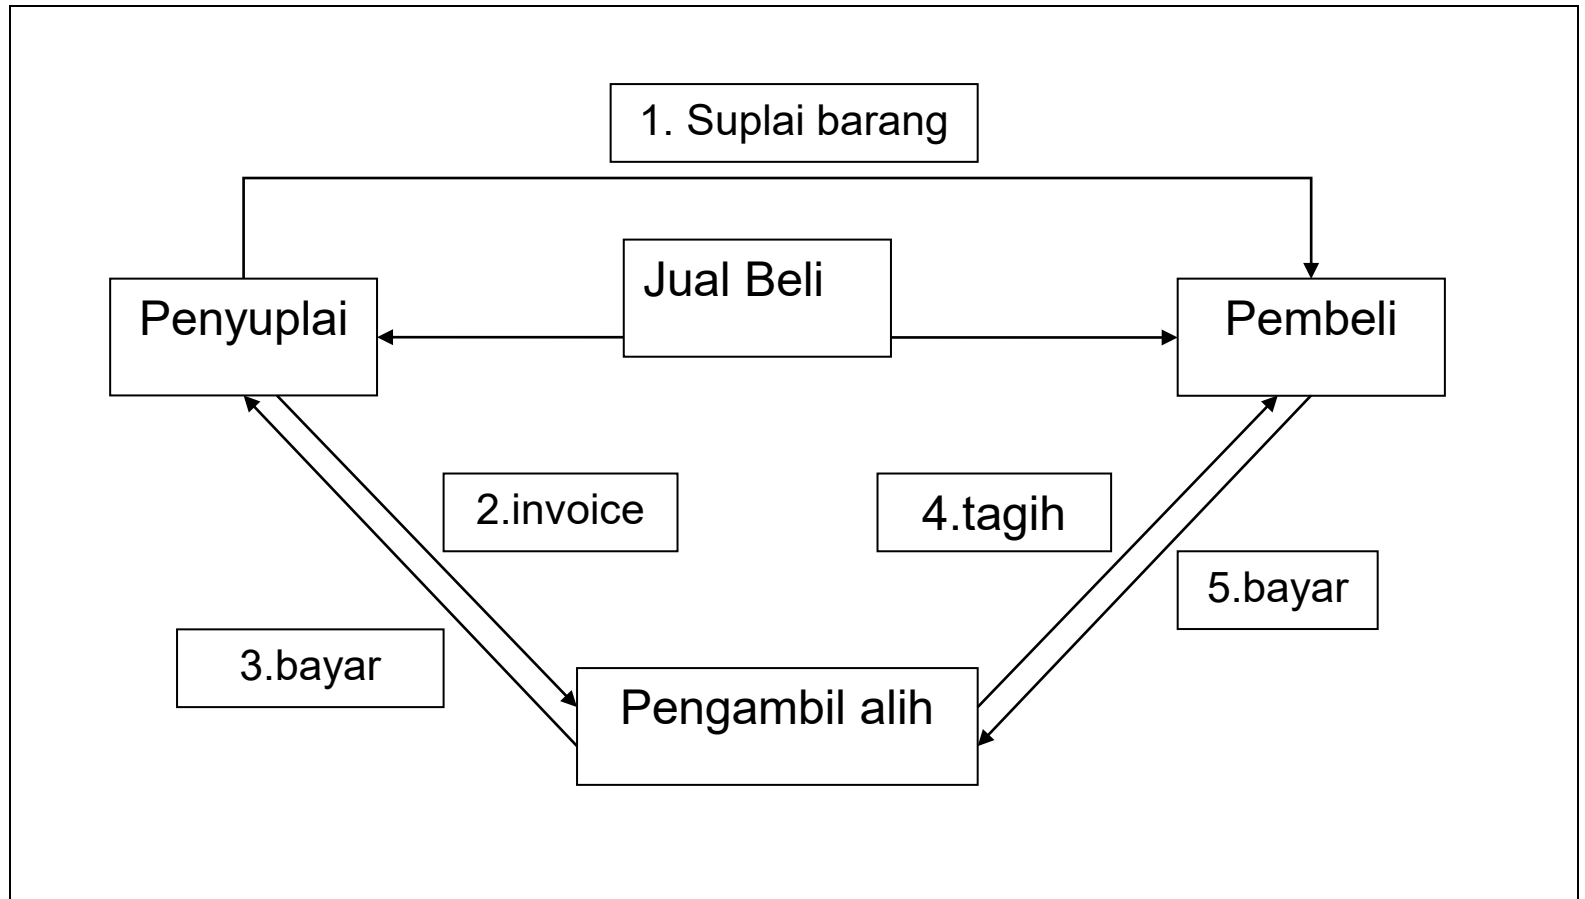 1. Suplai barang
Jual Beli
Penyuplai
Pembeli
2.invoice
4.tagih
5.bayar
3.bayar
Pengambil alih